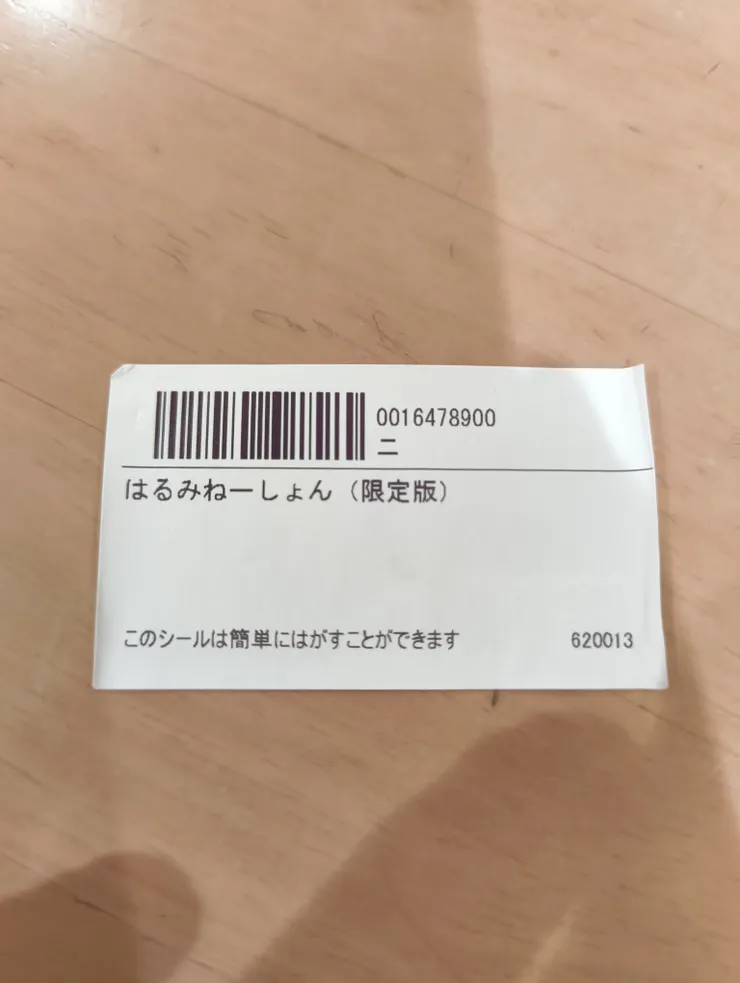 0016478900
ニ
はるみねーしょん（限定版）
このシールは簡単にはがすことができます
620013